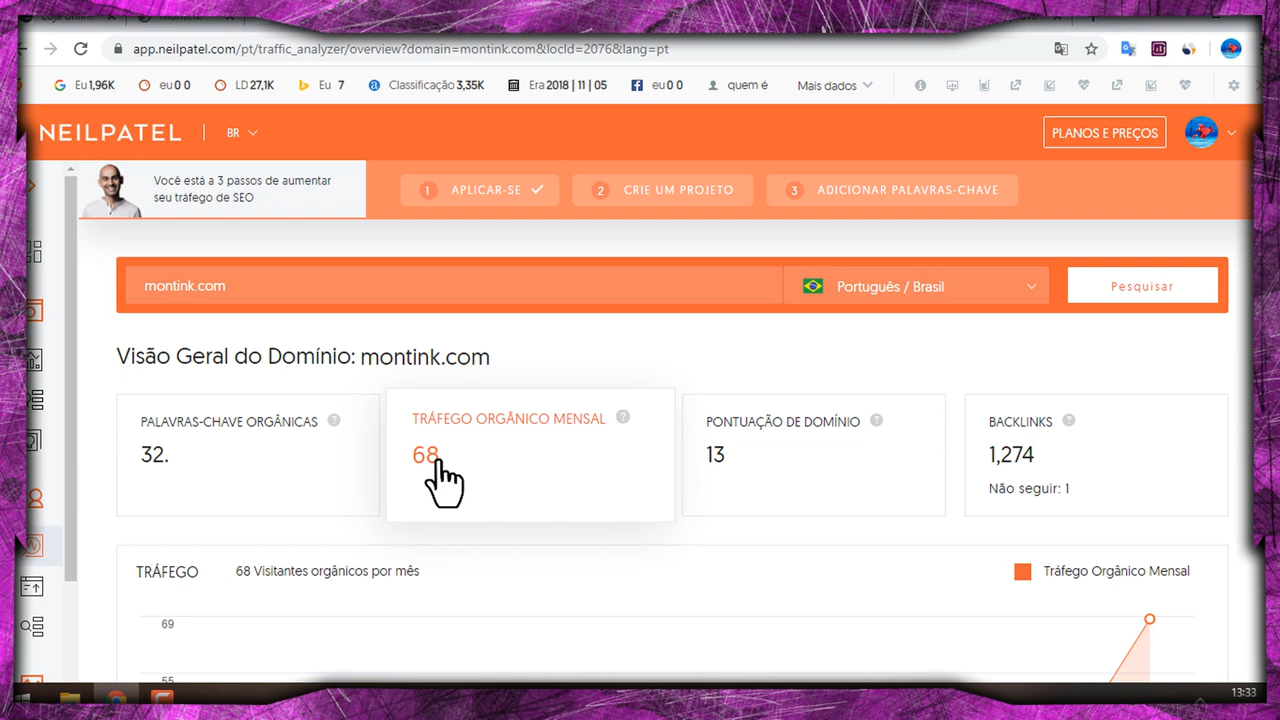 app.neilpatel.com/pt/traffic_analyzer/overview?domain=montink.com&locId=2076&lang=pt
Eu 1,96K eu 0 0 LD 27,1K Eu 7 Classificação 3,35K Era 2018 | 11 | 05 eu 0 0 quem é Mais dados
NEILPATEL BR PLANOS E PREÇOS
Você está a 3 passos de aumentar
seu tráfego de SEO
1 APLICAR-SE 2 CRIE UM PROJETO 3 ADICIONAR PALAVRAS-CHAVE
montink.com Português / Brasil Pesquisar
Visão Geral do Domínio: montink.com
PALAVRAS-CHAVE ORGÂNICAS ?
32.
TRÁFEGO ORGÂNICO MENSAL ?
68
PONTUAÇÃO DE DOMÍNIO ?
13
BACKLINKS ?
1,274
Não seguir: 1
TRÁFEGO 68 Visitantes orgânicos por mês Tráfego Orgânico Mensal
69
55
13:33